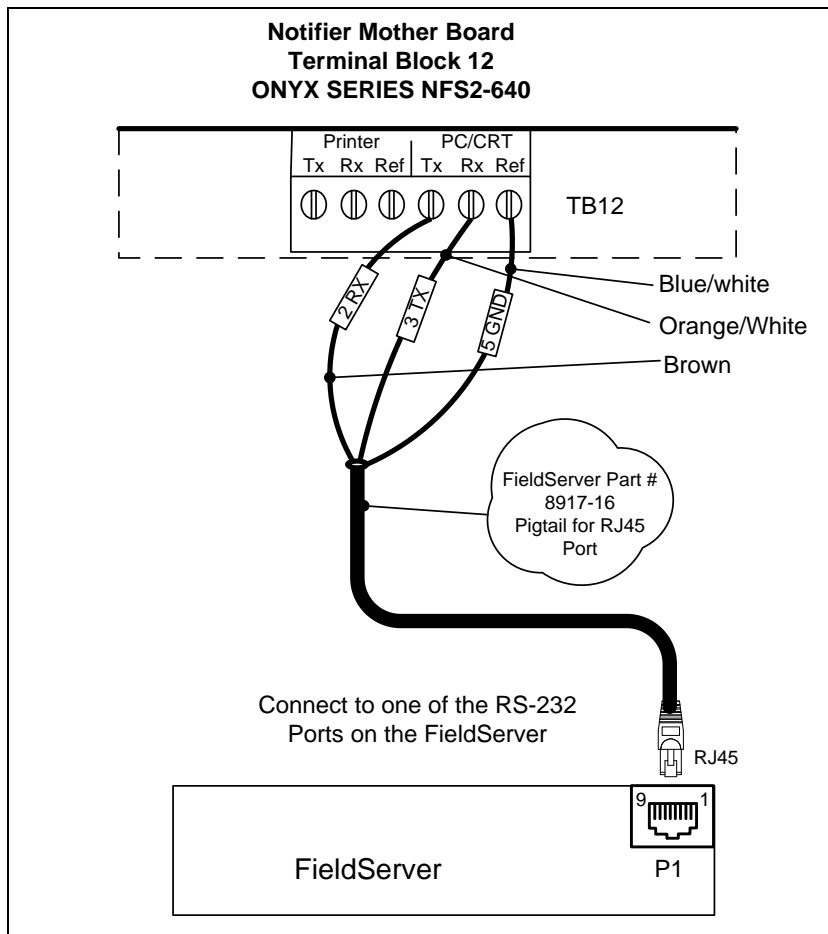 Notifier Mother Board
Terminal Block 12
ONYX SERIES NFS2-640
Printer PC/CRT
Tx Rx Ref Tx Rx Ref
TB12
2 RX
3 TX
5 GND
Blue/white
Orange/White
Brown
FieldServer Part #
8917-16
Pigtail for RJ45
Port
Connect to one of the RS-232
Ports on the FieldServer
RJ45
9 1
FieldServer
P1